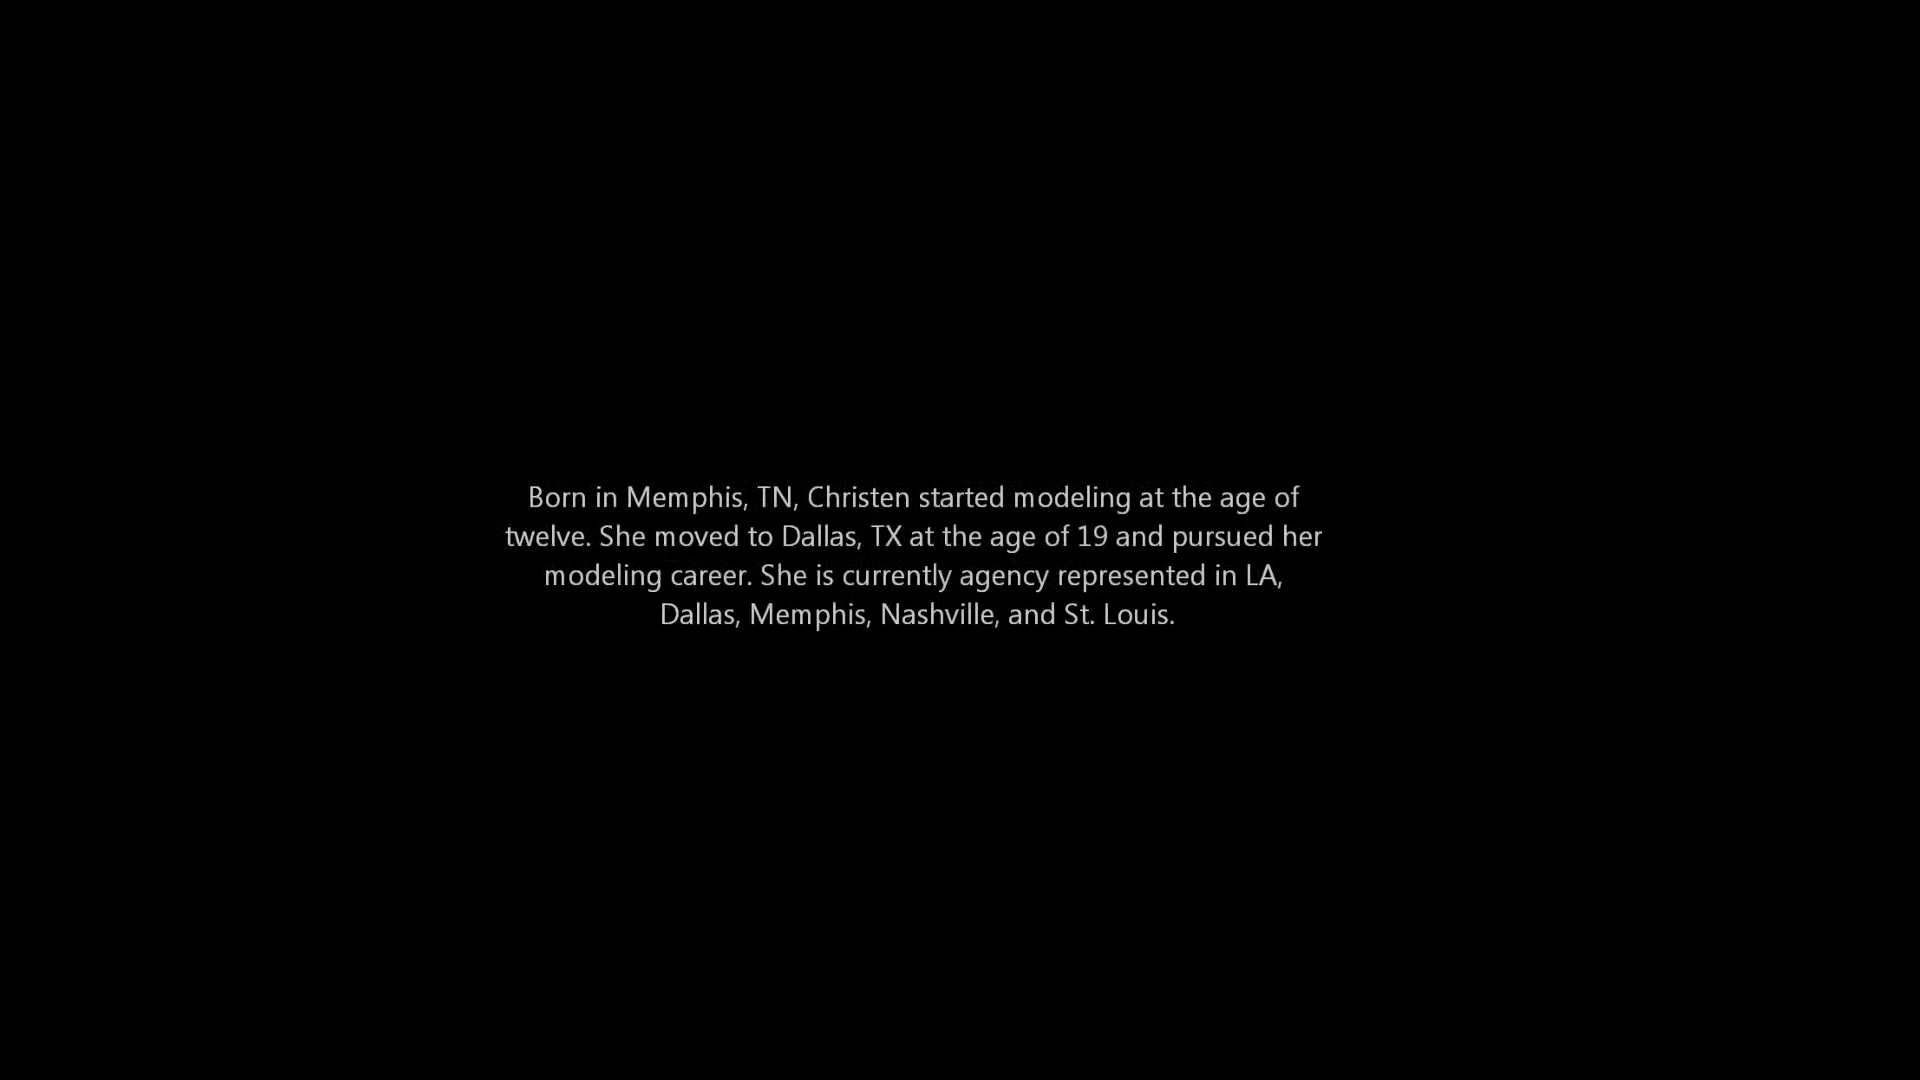 Born in Memphis, TN, Christen started modeling at the age of
twelve. She moved to Dallas, TX at the age of 19 and pursued her
modeling career. She is currently agency represented in LA,
Dallas, Memphis, Nashville, and St. Louis.